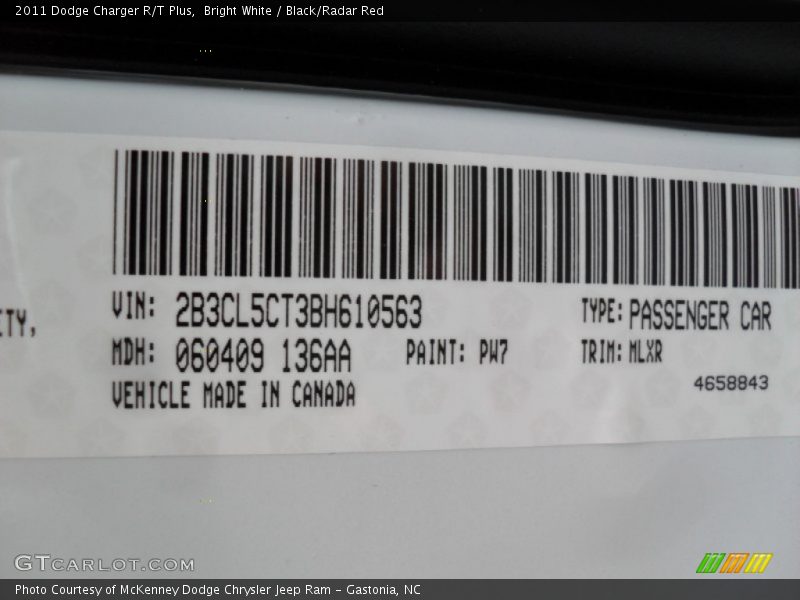 2011 Dodge Charger R/T Plus,  Bright White / Black/Radar Red
ETY,
VIN: 2B3CL5CT3BH610563 TYPE: PASSENGER CAR
MDH: 060409 136AA PAINT: PW7 TRIM: MLXR
VEHICLE MADE IN CANADA 4658843
GTCARLOT.COM
Photo Courtesy of McKenney Dodge Chrysler Jeep Ram - Gastonia, NC